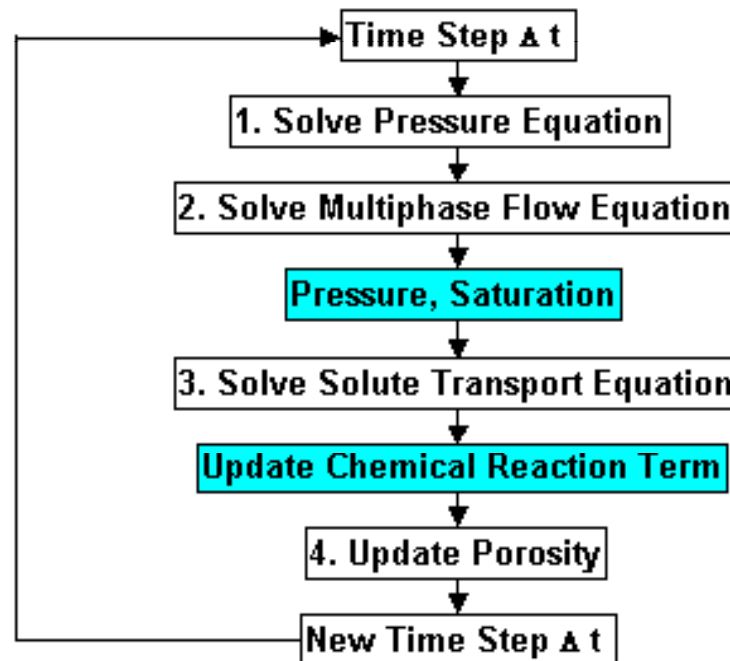 Time Step Δ t
1. Solve Pressure Equation
2. Solve Multiphase Flow Equation
Pressure, Saturation
3. Solve Solute Transport Equation
Update Chemical Reaction Term
4. Update Porosity
New Time Step Δ t